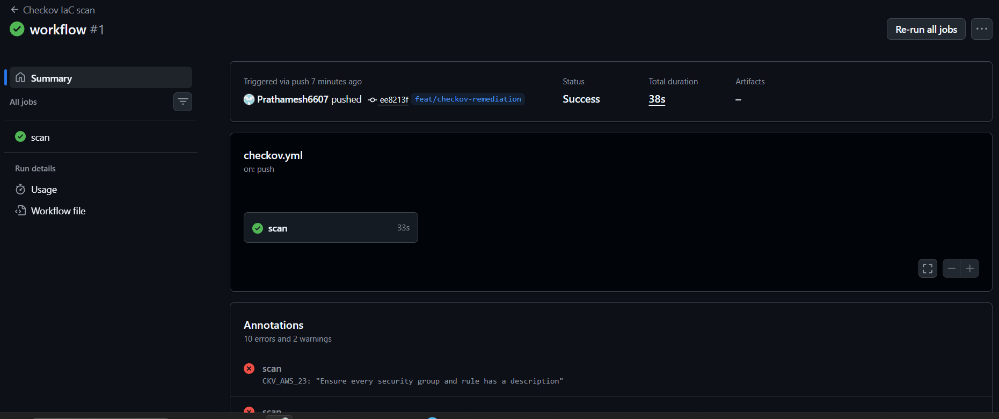 Checkov IaC scan
workflow #1
Re-run all jobs
Summary
All jobs
scan
Run details
Usage
Workflow file
Triggered via push 7 minutes ago
Prathamesh6607 pushed ee8213f feat/checkov-remediation
Status
Success
Total duration
38s
Artifacts
–
checkov.yml
on: push
scan 33s
Annotations
10 errors and 2 warnings
scan
CKV_AWS_23: "Ensure every security group and rule has a description"
scan